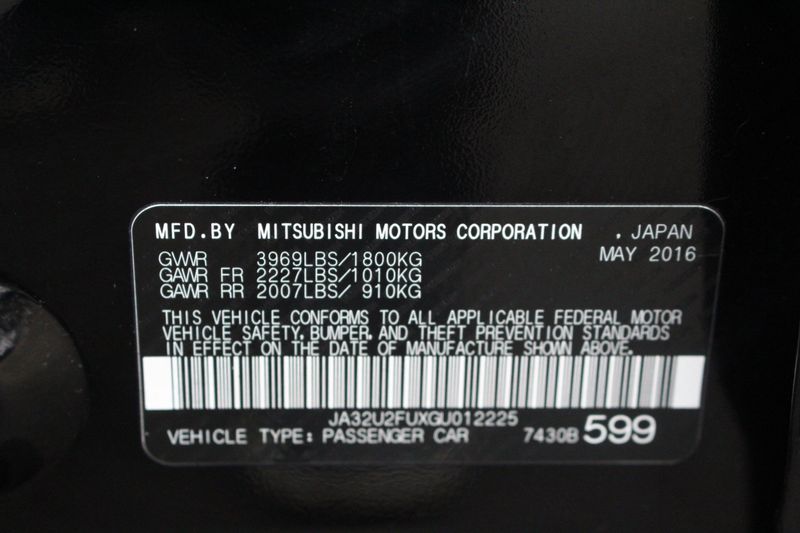 MFD.BY MITSUBISHI MOTORS CORPORATION , JAPAN
MAY 2016
GVWR 3969LBS/1800KG
GAWR FR 2227LBS/1010KG
GAWR RR 2007LBS/ 910KG
THIS VEHICLE CONFORMS TO ALL APPLICABLE FEDERAL MOTOR
VEHICLE SAFETY, BUMPER, AND THEFT PREVENTION STANDARDS
IN EFFECT ON THE DATE OF MANUFACTURE SHOWN ABOVE.
JA32U2FUXGU012225
VEHICLE TYPE: PASSENGER CAR 7430B 599